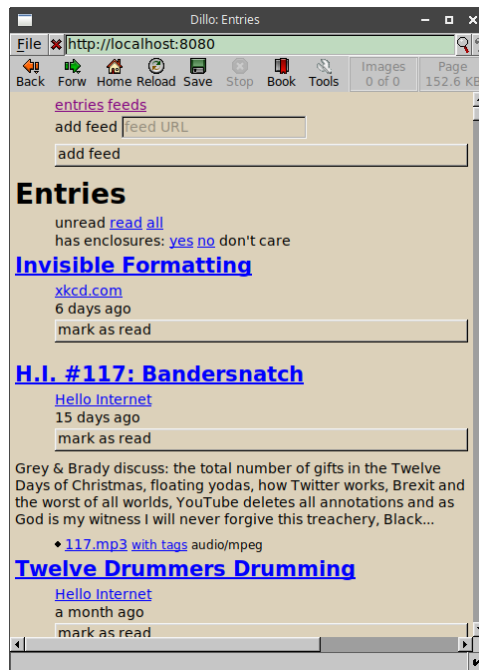 Dillo: Entries
File http://localhost:8080
Back Forw Home Reload Save Stop Book Tools Images Page
0 of 0 152.6 KB
entries feeds
add feed feed URL
add feed
Entries
unread read all
has enclosures: yes no don't care
Invisible Formatting
xkcd.com
6 days ago
mark as read
H.I. #117: Bandersnatch
Hello Internet
15 days ago
mark as read
Grey & Brady discuss: the total number of gifts in the Twelve
Days of Christmas, floating yodas, how Twitter works, Brexit and
the worst of all worlds, YouTube deletes all annotations and as
God is my witness I will never forgive this treachery, Black...
117.mp3 with tags audio/mpeg
Twelve Drummers Drumming
Hello Internet
a month ago
mark as read